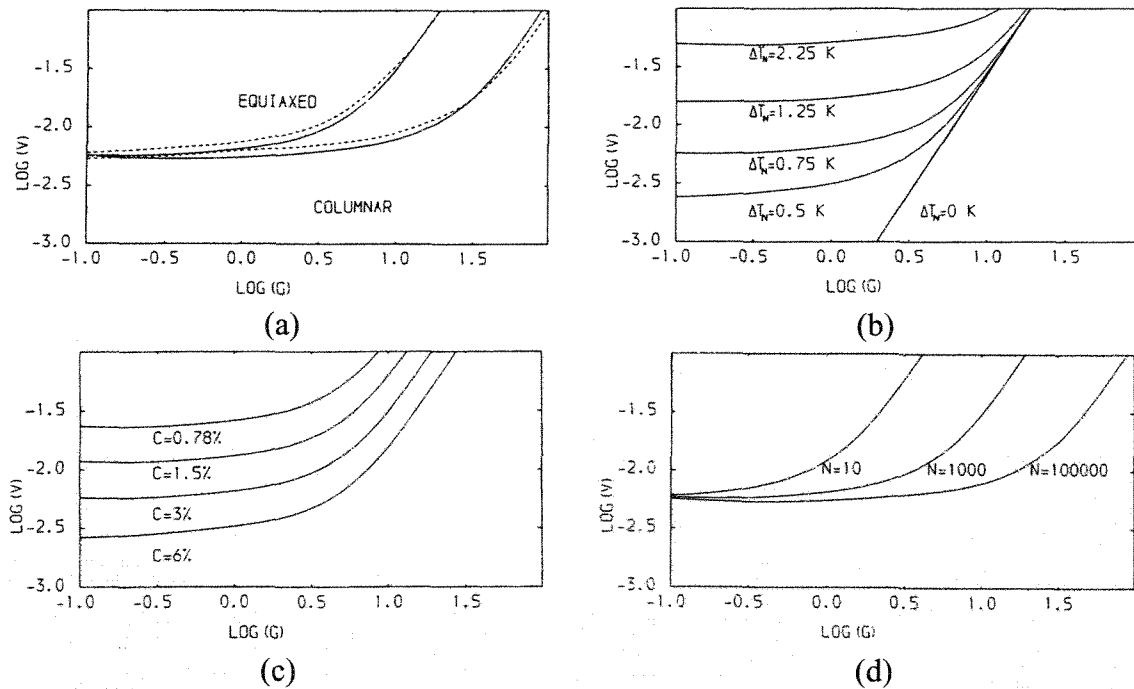 -1.5
-2.0
-2.5
-3.0
LOG (V)
EQUIAXED
COLUMNAR
-1.0 -0.5 0.0 0.5 1.0 1.5
LOG (G)
(a)
-1.5
-2.0
-2.5
-3.0
LOG (V)
ΔT_N=2.25 K
ΔT_N=1.25 K
ΔT_N=0.75 K
ΔT_N=0.5 K
ΔT_N=0 K
-1.0 -0.5 0.0 0.5 1.0 1.5
LOG (G)
(b)
-1.5
-2.0
-2.5
-3.0
LOG (V)
C=0.78%
C=1.5%
C=3%
C=6%
-1.0 -0.5 0.0 0.5 1.0 1.5
LOG (G)
(c)
-1.5
-2.0
-2.5
-3.0
LOG (V)
N=10 N=1000 N=100000
-1.0 -0.5 0.0 0.5 1.0 1.5
LOG (G)
(d)